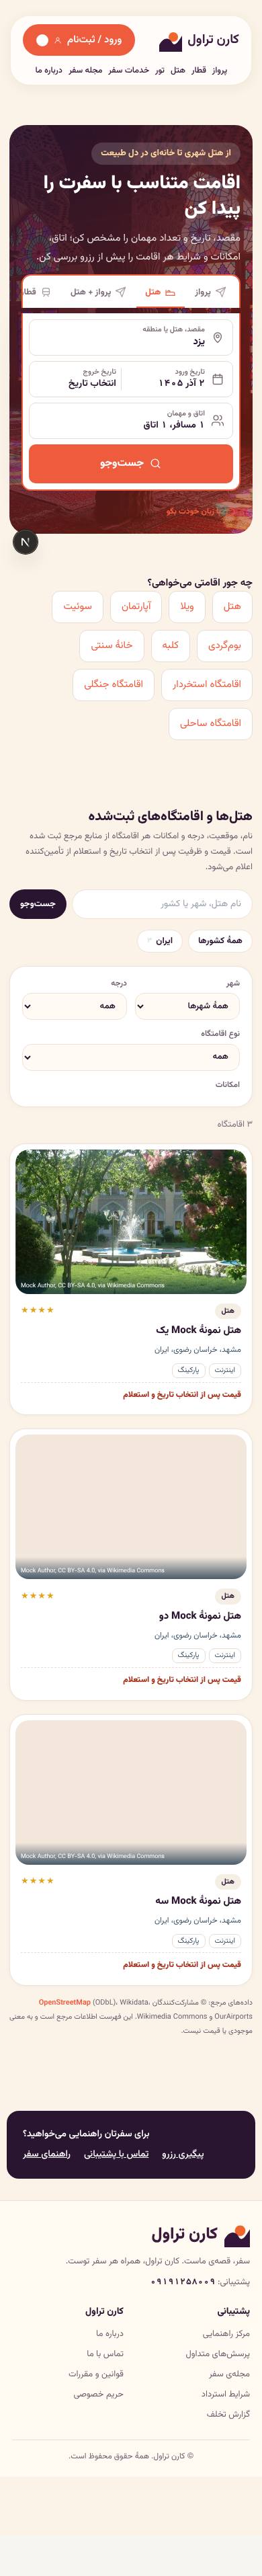 کارن تراول
ورود / ثبت‌نام
پرواز
قطار
هتل
تور
خدمات سفر
مجله سفر
درباره ما
از هتل شهری تا خانه‌ای در دل طبیعت
اقامت متناسب با سفرت را
پیدا کن
مقصد، تاریخ و تعداد مهمان را مشخص کن؛ اتاق،
امکانات و شرایط هر اقامت را پیش از رزرو بررسی کن.
پرواز
هتل
پرواز + هتل
مقصد، هتل یا منطقه
یزد
تاریخ ورود
۲ آذر ۱۴۰۵
تاریخ خروج
انتخاب تاریخ
اتاق و مهمان
۱ مسافر، ۱ اتاق
جست‌وجو
زبان خودت بگو
N
چه جور اقامتی می‌خواهی؟
هتل
ویلا
آپارتمان
سوئیت
بوم‌گردی
کلبه
خانهٔ سنتی
اقامتگاه استخردار
اقامتگاه جنگلی
اقامتگاه ساحلی
هتل‌ها و اقامتگاه‌های ثبت‌شده
نام، موقعیت، درجه و امکانات هر اقامتگاه از منابع مرجع ثبت شده
است. قیمت و ظرفیت پس از انتخاب تاریخ و استعلام از تأمین‌کننده
اعلام می‌شود.
نام هتل، شهر یا کشور
جست‌وجو
همهٔ کشورها
ایران ۳
شهر
همهٔ شهرها
درجه
همه
نوع اقامتگاه
همه
امکانات
۳ اقامتگاه
Mock Author, CC BY-SA 4.0, via Wikimedia Commons
هتل
★★★★
هتل نمونهٔ Mock یک
مشهد، خراسان رضوی، ایران
اینترنت
پارکینگ
قیمت پس از انتخاب تاریخ و استعلام
Mock Author, CC BY-SA 4.0, via Wikimedia Commons
هتل
★★★★
هتل نمونهٔ Mock دو
مشهد، خراسان رضوی، ایران
اینترنت
پارکینگ
قیمت پس از انتخاب تاریخ و استعلام
Mock Author, CC BY-SA 4.0, via Wikimedia Commons
هتل
★★★★
هتل نمونهٔ Mock سه
مشهد، خراسان رضوی، ایران
اینترنت
پارکینگ
قیمت پس از انتخاب تاریخ و استعلام
داده‌های مرجع: © مشارکت‌کنندگان OpenStreetMap (ODbL)، Wikidata،
OurAirports و Wikimedia Commons. این فهرست اطلاعات مرجع است و به معنی
موجودی یا قیمت نیست.
برای سفرتان راهنمایی می‌خواهید؟
پیگیری رزرو
تماس با پشتیبانی
راهنمای سفر
کارن تراول
سفر، قصه‌ی ماست. کارن تراول، همراه هر سفر توست.
پشتیبانی: ۰۹۱۹۱۲۵۸۰۰۹
پشتیبانی
مرکز راهنمایی
پرسش‌های متداول
مجله‌ی سفر
شرایط استرداد
گزارش تخلف
کارن تراول
درباره ما
تماس با ما
قوانین و مقررات
حریم خصوصی
© کارن تراول. همهٔ حقوق محفوظ است.